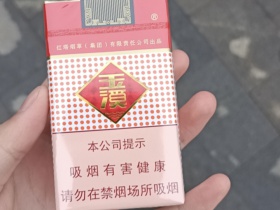 红塔烟草（集团）有限责任公司出品
玉溪
本公司提示
吸烟有害健康
请勿在禁烟场所吸烟